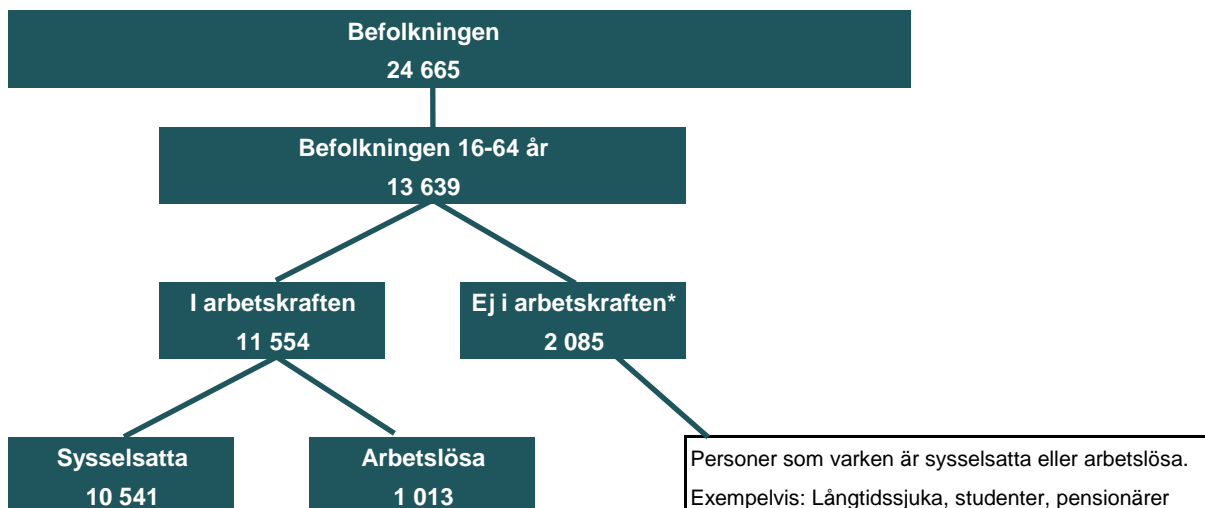 Befolkningen
24 665
Befolkningen 16-64 år
13 639
I arbetskraften
11 554
Ej i arbetskraften*
2 085
Sysselsatta
10 541
Arbetslösa
1 013
Personer som varken är sysselsatta eller arbetslösa.
Exempelvis: Långtidssjuka, studenter, pensionärer